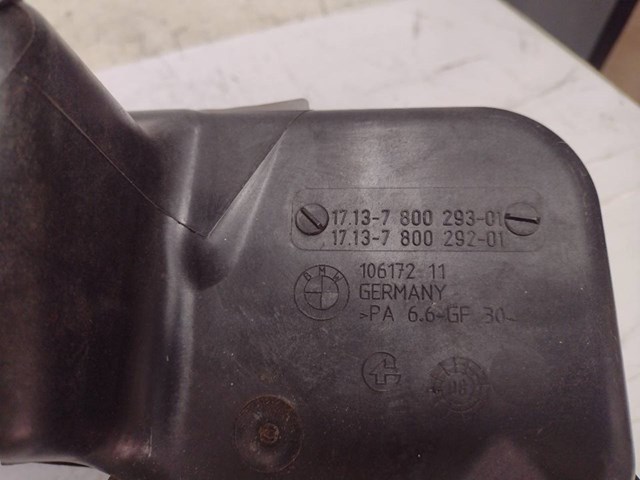 17.13-7 800 293-01
17.13-7 800 292-01
BMW
106172 11
GERMANY
>PA 6.6-GF 30<